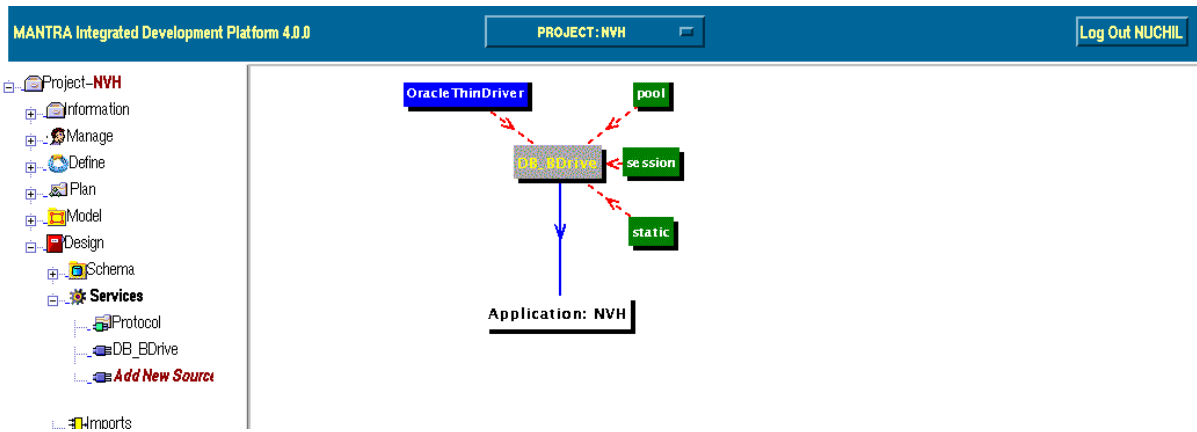 MANTRA Integrated Development Platform 4.0.0
PROJECT:NVH
Log Out NUCHIL
Project-NVH
Information
Manage
Define
Plan
Model
Design
Schema
Services
Protocol
DB_BDrive
Add New Source
Imports
OracleThinDriver
pool
DB_BDrive
session
static
Application: NVH